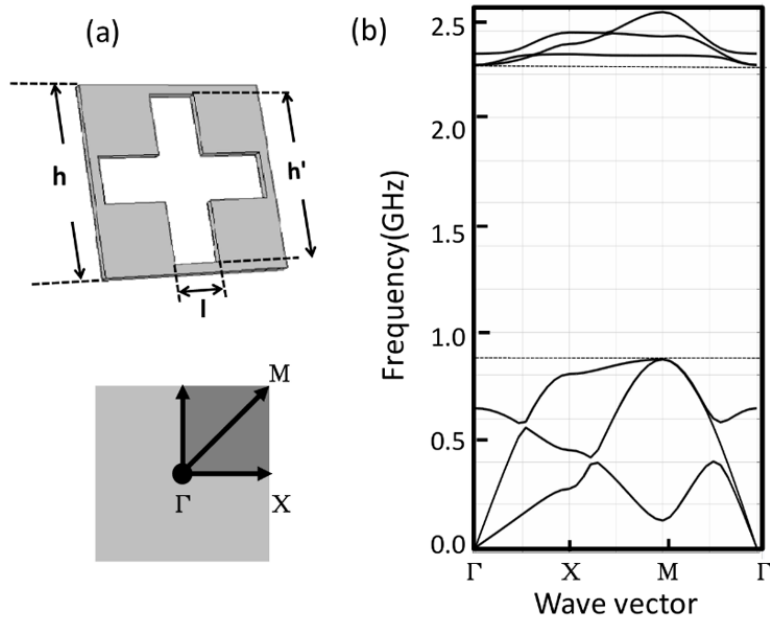 (a)
h
h'
l
M
Γ
X
(b)
Frequency(GHz)
2.5
2.0
1.5
1.0
0.5
0.0
Γ X M Γ
Wave vector